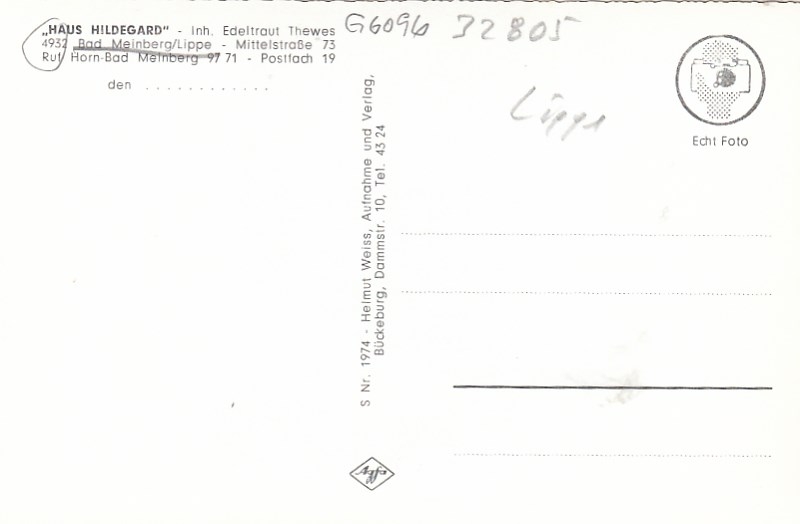 „HAUS HILDEGARD" - Inh. Edeltraut Thewes
4932 Bad Meinberg/Lippe - Mittelstraße 73
Ruf Horn-Bad Meinberg 97 71 - Postfach 19
den . . . . . . . . . . . .
G6096 32805
Lippe
Echt Foto
S Nr. 1974 - Helmut Weiss, Aufnahme und Verlag,
Bückeburg, Dammstr. 10, Tel. 43 24
Agfa